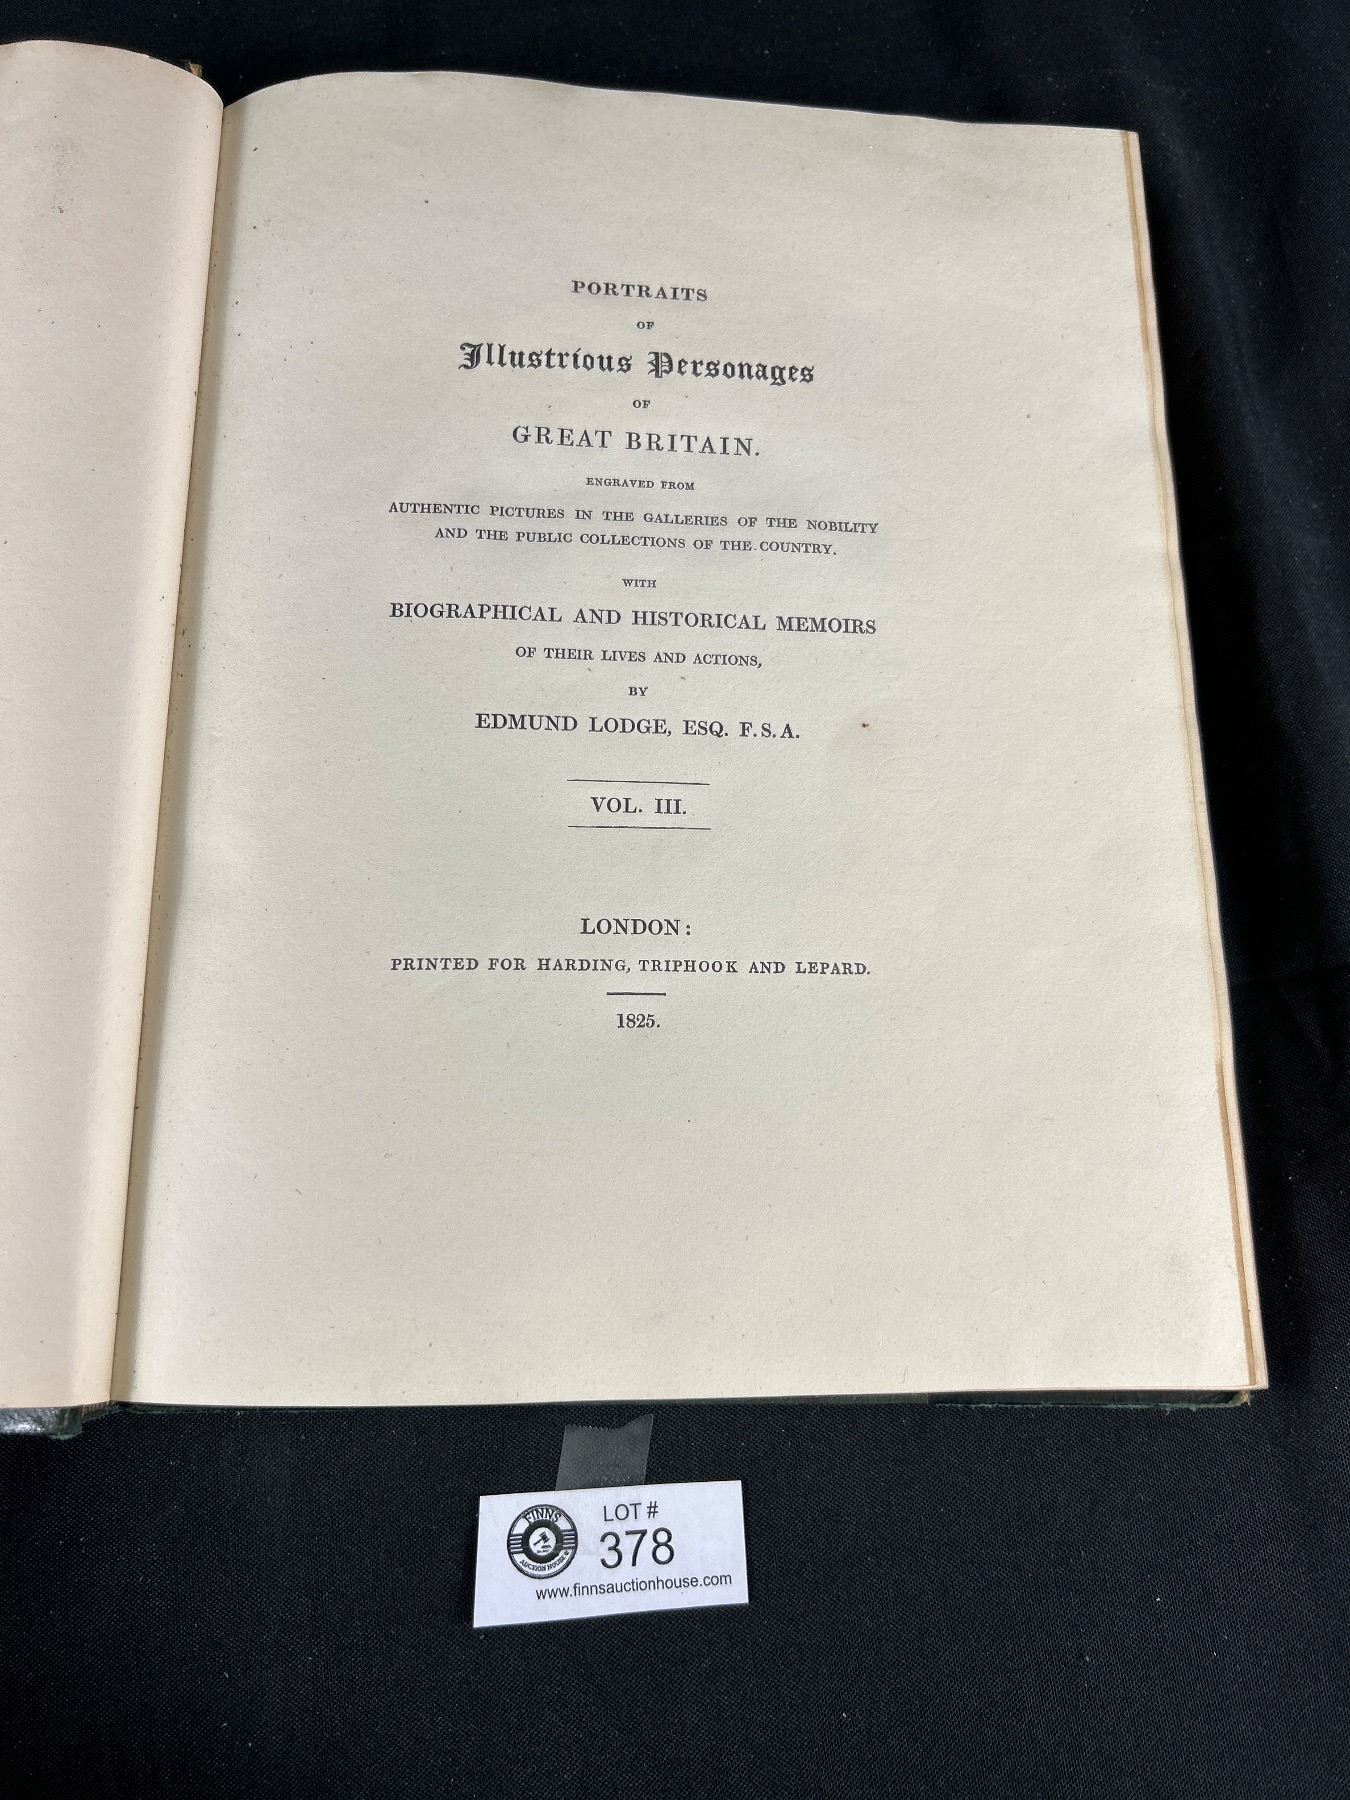 PORTRAITS
OF
Illustrious Personages
OF
GREAT BRITAIN.
ENGRAVED FROM
AUTHENTIC PICTURES IN THE GALLERIES OF THE NOBILITY
AND THE PUBLIC COLLECTIONS OF THE COUNTRY.
WITH
BIOGRAPHICAL AND HISTORICAL MEMOIRS
OF THEIR LIVES AND ACTIONS,
BY
EDMUND LODGE, ESQ. F.S.A.
VOL. III.
LONDON:
PRINTED FOR HARDING, TRIPHOOK AND LEPARD.
1825.
FINNS
AUCTION HOUSE
LOT #
378
www.finnsauctionhouse.com